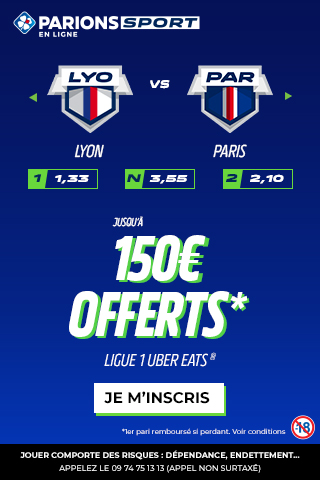 PARIONS SPORT
EN LIGNE
LYO vs PAR
LYON PARIS
1 1,33 N 3,55 2 2,10
JUSQU'À
150€
OFFERTS*
LIGUE 1 UBER EATS
JE M'INSCRIS
*1er pari remboursé si perdant. Voir conditions
-18
JOUER COMPORTE DES RISQUES : DÉPENDANCE, ENDETTEMENT...
APPELEZ LE 09 74 75 13 13 (APPEL NON SURTAXÉ)